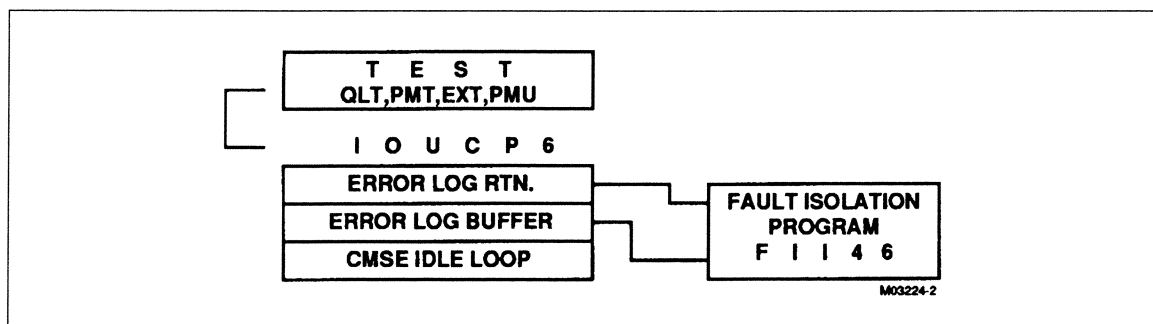 T E S T
QLT,PMT,EXT,PMU
I O U C P 6
ERROR LOG RTN.
ERROR LOG BUFFER
CMSE IDLE LOOP
FAULT ISOLATION
PROGRAM
F I I 4 6
M03224-2